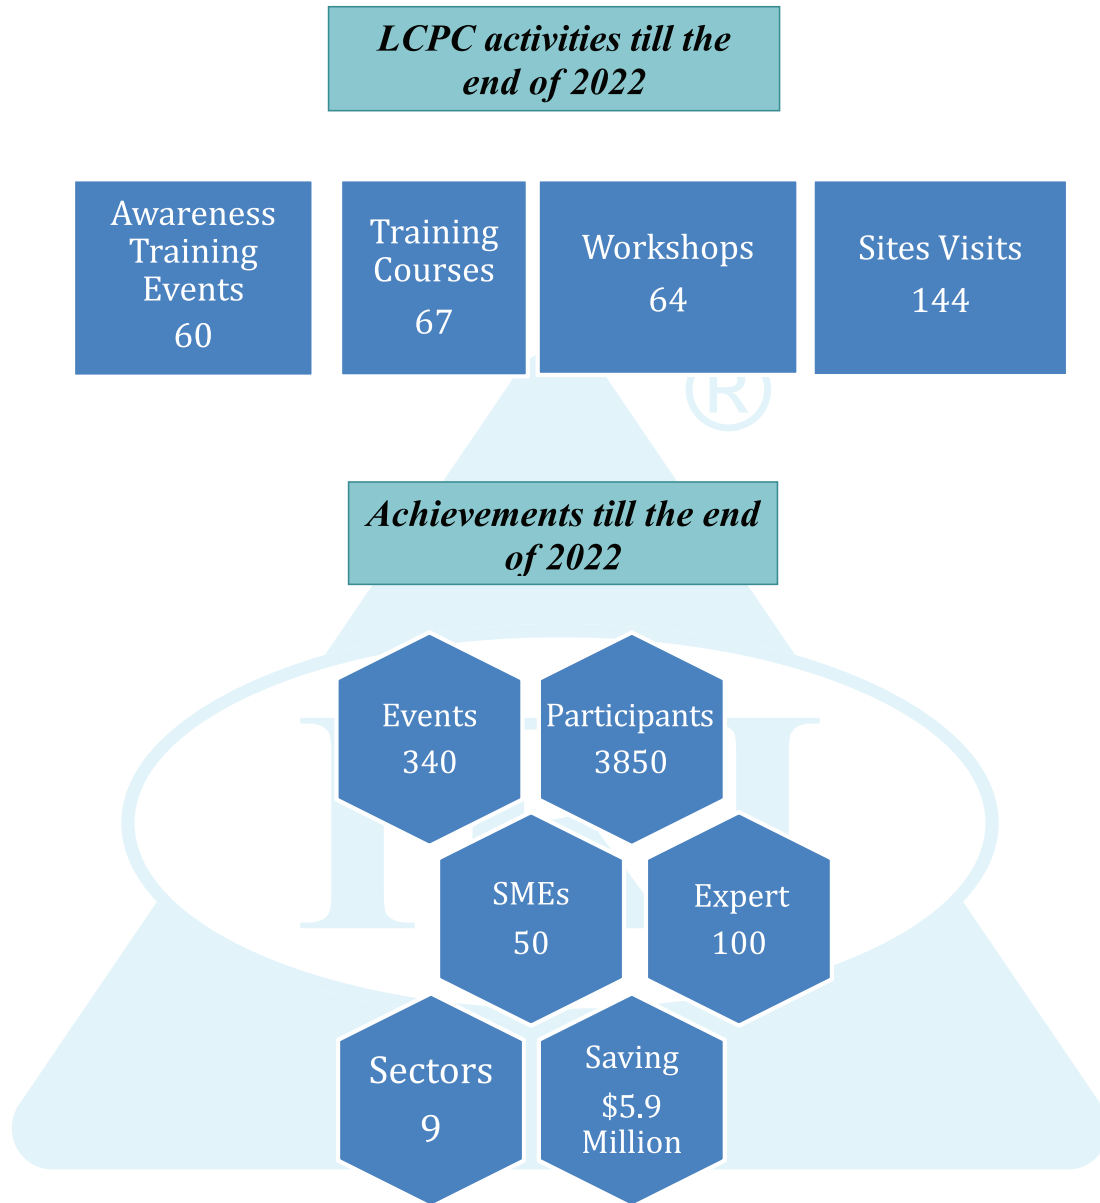 LCPC activities till the
end of 2022
Awareness
Training
Events
60
Training
Courses
67
Workshops
64
Sites Visits
144
®
Achievements till the end
of 2022
Events
340
Participants
3850
SMEs
50
Expert
100
Sectors
9
Saving
$5.9
Million